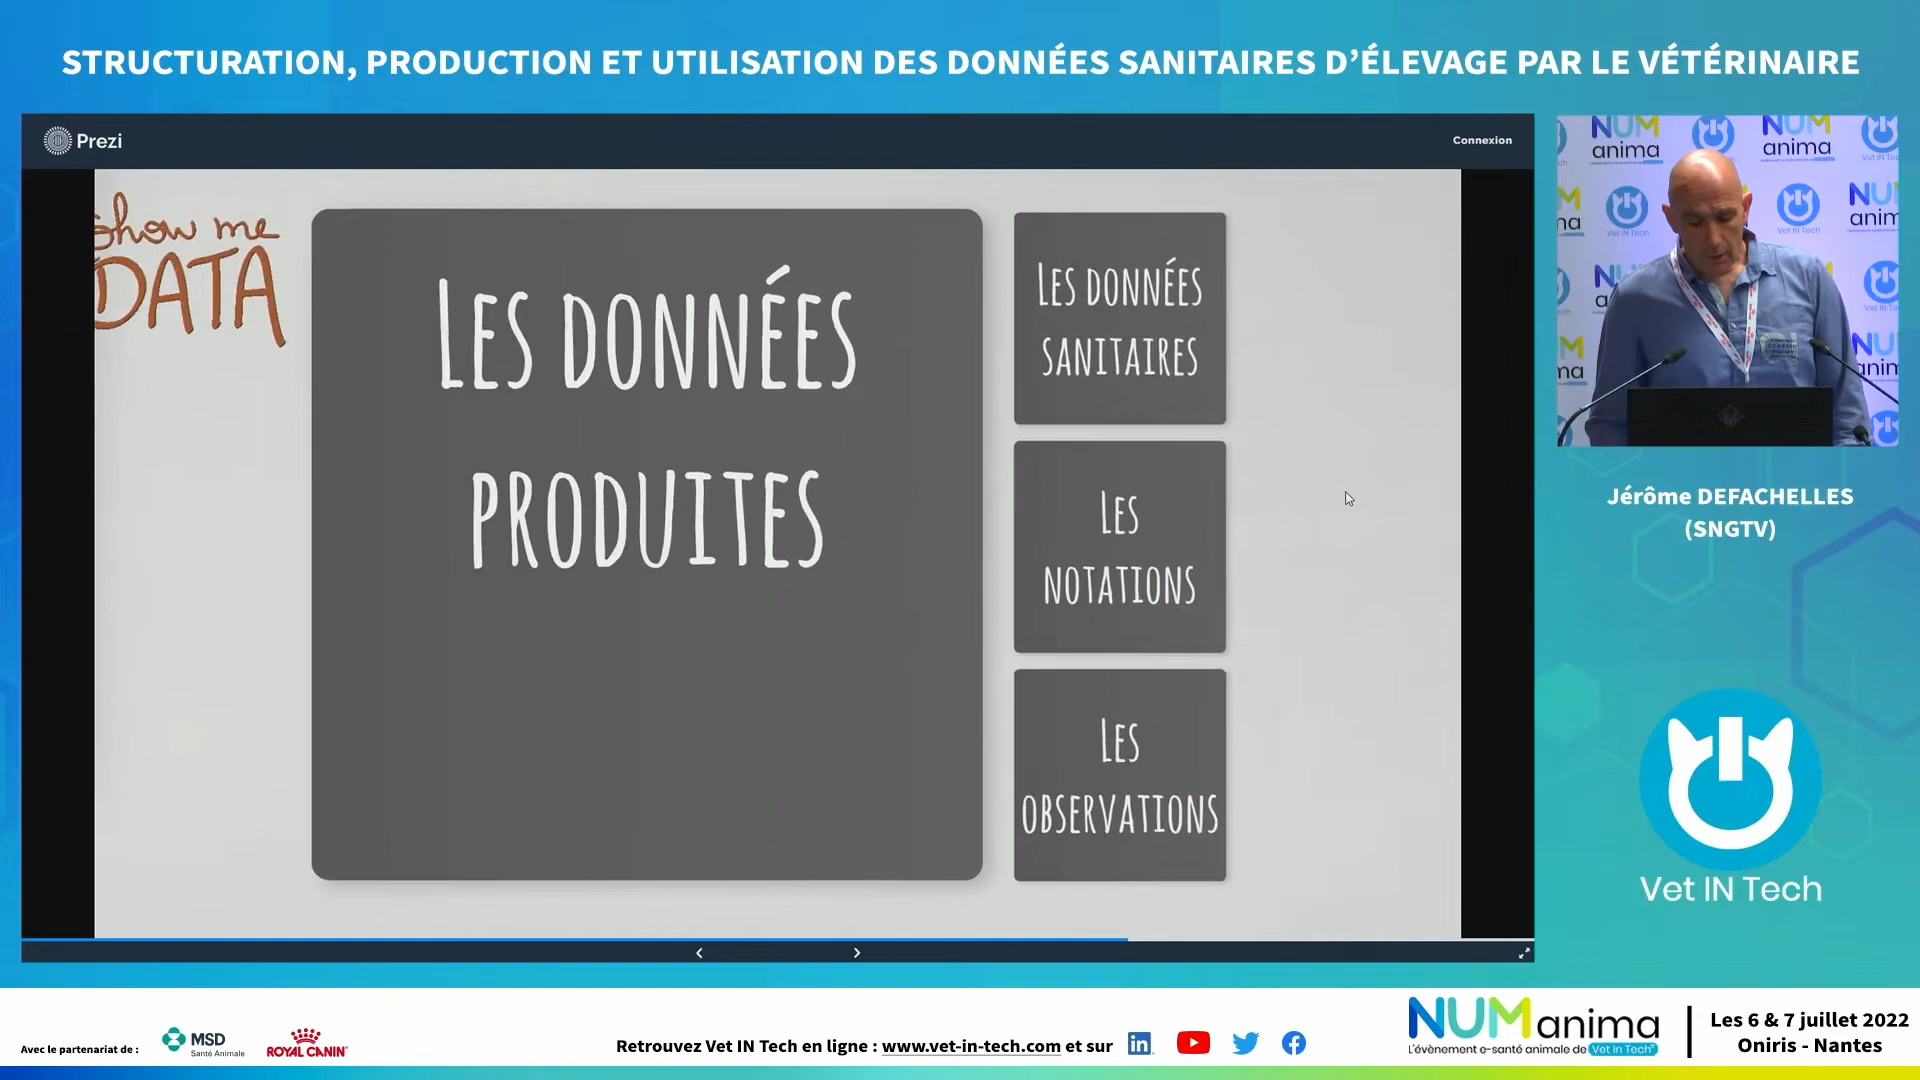 STRUCTURATION, PRODUCTION ET UTILISATION DES DONNÉES SANITAIRES D’ÉLEVAGE PAR LE VÉTÉRINAIRE
Prezi
Connexion
Show me
DATA
LES DONNÉES
PRODUITES
LES DONNÉES
SANITAIRES
LES
NOTATIONS
LES
OBSERVATIONS
NUM
anima
Vet IN Tech
Jérôme DEFACHELLES
(SNGTV)
Vet IN Tech
Avec le partenariat de :
MSD
Santé Animale
ROYAL CANIN
Retrouvez Vet IN Tech en ligne : www.vet-in-tech.com et sur
NUManima
L'évènement e-santé animale de Vet In Tech
Les 6 & 7 juillet 2022
Oniris - Nantes